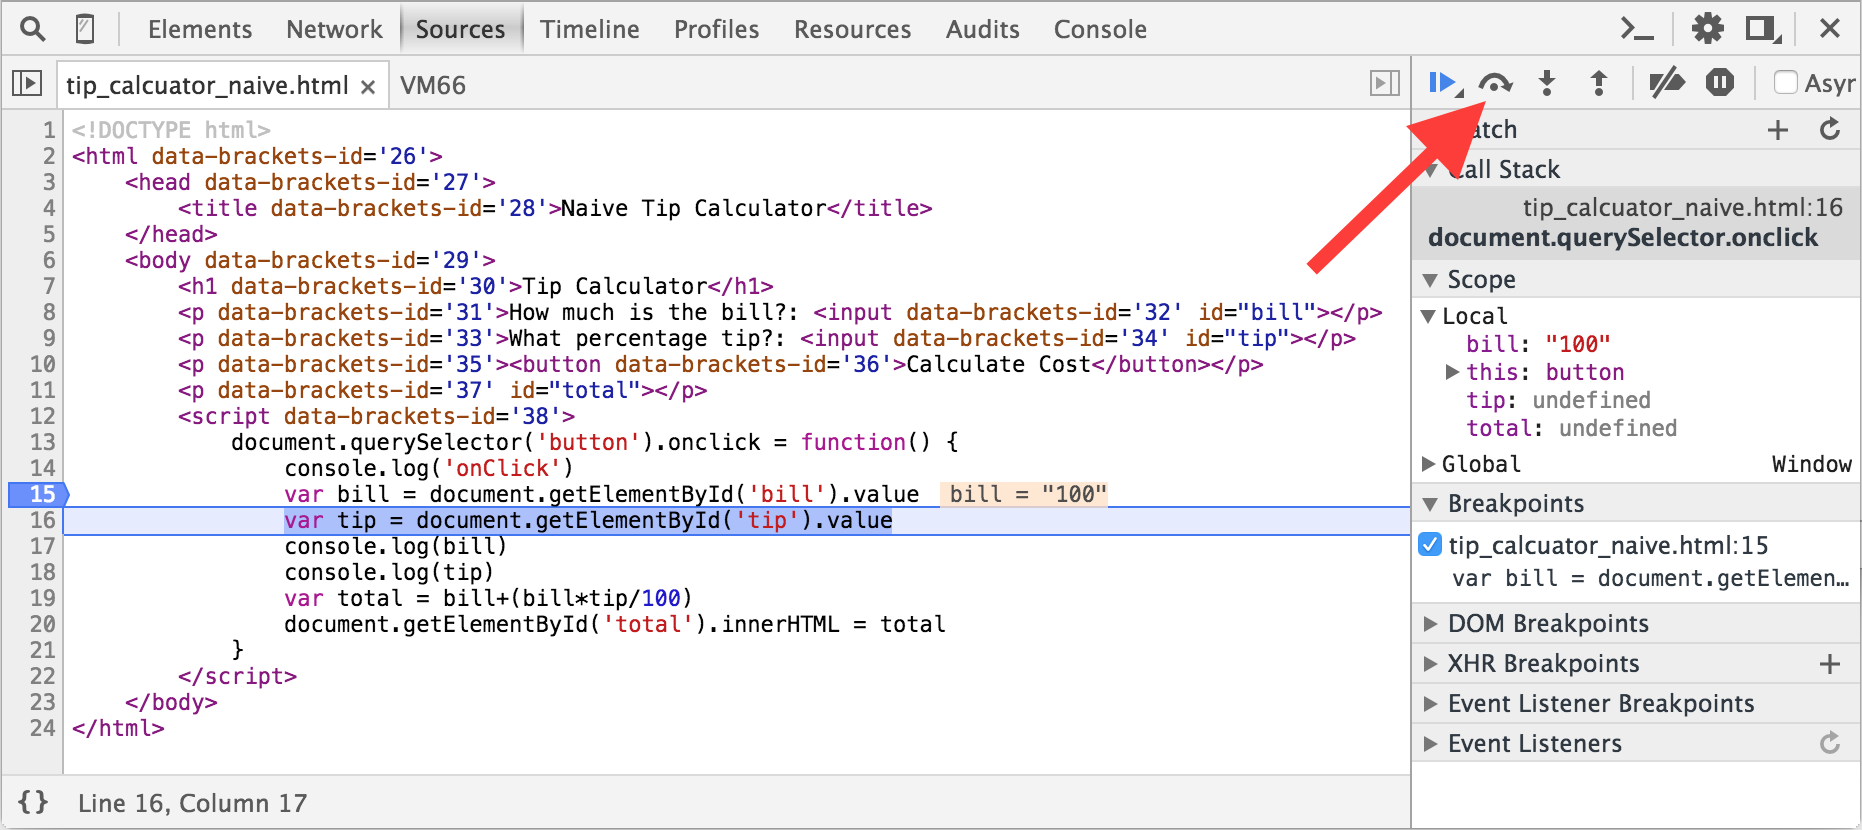 Elements Network Sources Timeline Profiles Resources Audits Console
tip_calcuator_naive.html × VM66
Asyr
1 <!DOCTYPE html>
2 <html data-brackets-id='26'>
3 <head data-brackets-id='27'>
4 <title data-brackets-id='28'>Naive Tip Calculator</title>
5 </head>
6 <body data-brackets-id='29'>
7 <h1 data-brackets-id='30'>Tip Calculator</h1>
8 <p data-brackets-id='31'>How much is the bill?: <input data-brackets-id='32' id="bill"></p>
9 <p data-brackets-id='33'>What percentage tip?: <input data-brackets-id='34' id="tip"></p>
10 <p data-brackets-id='35'><button data-brackets-id='36'>Calculate Cost</button></p>
11 <p data-brackets-id='37' id="total"></p>
12 <script data-brackets-id='38'>
13 document.querySelector('button').onclick = function() {
14 console.log('onClick')
15 var bill = document.getElementById('bill').value bill = "100"
16 var tip = document.getElementById('tip').value
17 console.log(bill)
18 console.log(tip)
19 var total = bill+(bill*tip/100)
20 document.getElementById('total').innerHTML = total
21 }
22 </script>
23 </body>
24 </html>
{} Line 16, Column 17
atch
all Stack
tip_calcuator_naive.html:16
document.querySelector.onclick
Scope
Local
bill: "100"
this: button
tip: undefined
total: undefined
Global Window
Breakpoints
tip_calcuator_naive.html:15
var bill = document.getElemen…
DOM Breakpoints
XHR Breakpoints
Event Listener Breakpoints
Event Listeners